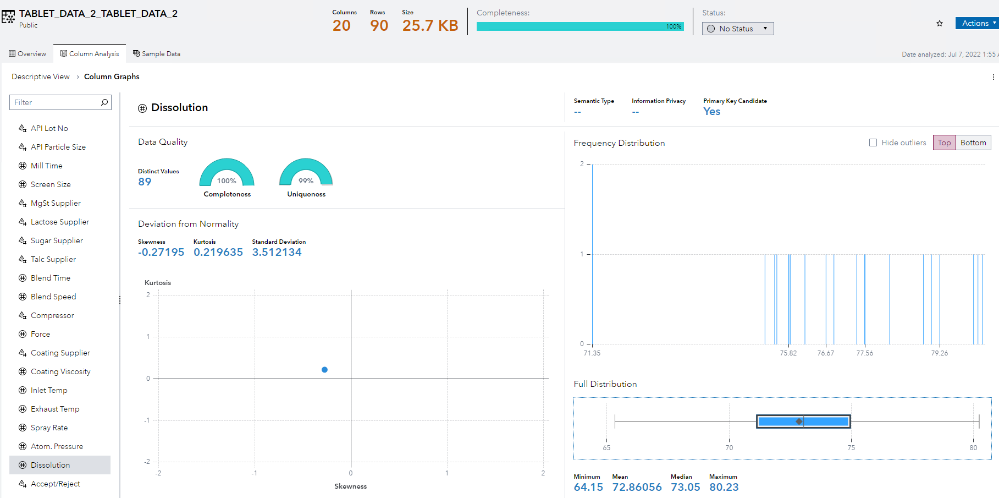 TABLET_DATA_2_TABLET_DATA_2
Public
Columns Rows Size
20 90 25.7 KB
Completeness:
100%
Status:
No Status
Actions
Overview Column Analysis Sample Data
Date analyzed: Jul 7, 2022 1:55
Descriptive View › Column Graphs
Filter
API Lot No
API Particle Size
Mill Time
Screen Size
MgSt Supplier
Lactose Supplier
Sugar Supplier
Talc Supplier
Blend Time
Blend Speed
Compressor
Force
Coating Supplier
Coating Viscosity
Inlet Temp
Exhaust Temp
Spray Rate
Atom. Pressure
Dissolution
Accept/Reject
Dissolution
Semantic Type Information Privacy Primary Key Candidate
-- -- Yes
Data Quality
Distinct Values
89
100%
Completeness
99%
Uniqueness
Deviation from Normality
Skewness Kurtosis Standard Deviation
-0.27195 0.219635 3.512134
Kurtosis
2
1
0
-1
-2
-2 -1 0 1 2
Skewness
Frequency Distribution
Hide outliers Top Bottom
2
1
0
71.35 75.82 76.67 77.56 79.26
Full Distribution
65 70 75 80
Minimum Mean Median Maximum
64.15 72.86056 73.05 80.23